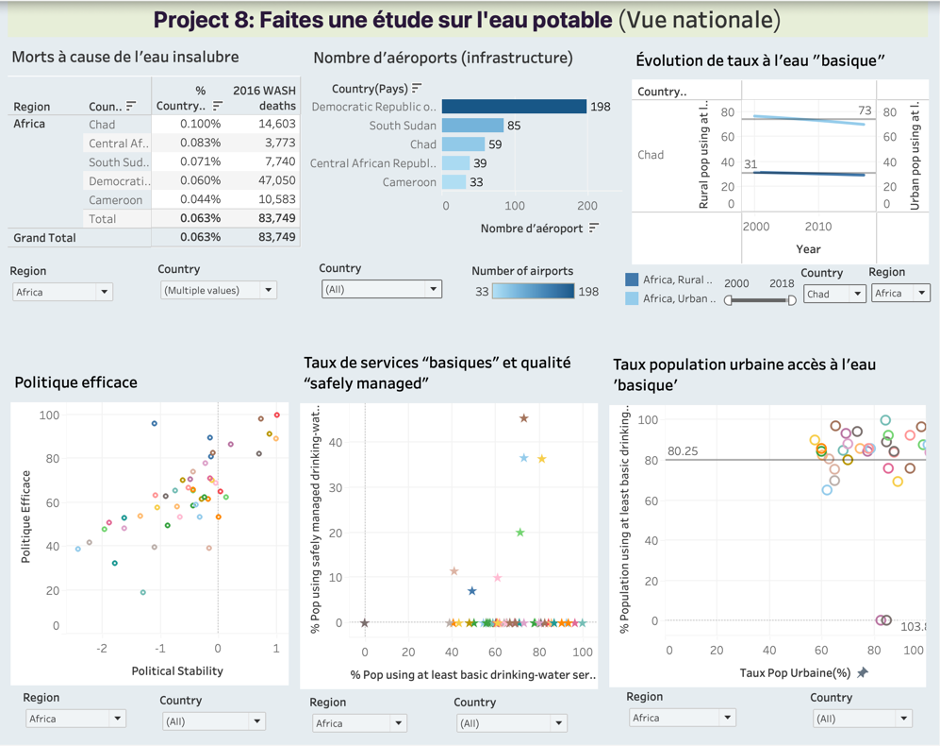 Project 8: Faites une étude sur l'eau potable (Vue nationale)
Morts à cause de l'eau insalubre
Region Coun.. % Country.. 2016 WASH deaths
Africa Chad 0.100% 14,603
Central Af.. 0.083% 3,773
South Sud.. 0.071% 7,740
Democrati.. 0.060% 47,050
Cameroon 0.044% 10,583
Total 0.063% 83,749
Grand Total 0.063% 83,749
Region
Africa
Country
(Multiple values)
Nombre d'aéroports (infrastructure)
Country(Pays)
Democratic Republic o.. 198
South Sudan 85
Chad 59
Central African Republ.. 39
Cameroon 33
0 100 200
Nombre d'aéroport
Country
(All)
Number of airports
33 198
Évolution de taux à l'eau "basique"
Country..
Chad
Rural pop using at l..
80
60
40
20
0
73
31
80
60
40
20
0
Urban pop using at l..
2000 2010
Year
Africa, Rural ..
Africa, Urban ..
2000 2018
Country
Chad
Region
Africa
Politique efficace
Politique Efficace
100
80
60
40
20
0
-2 -1 0 1
Political Stability
Region
Africa
Country
(All)
Taux de services "basiques" et qualité
"safely managed"
% Pop using safely managed drinking-wat..
40
30
20
10
0
0 20 40 60 80 100
% Pop using at least basic drinking-water ser..
Region
Africa
Country
(All)
Taux population urbaine accès à l'eau
'basique'
% Population using at least basic drinking..
100
80
60
40
20
0
80.25
103.8
0 20 40 60 80 100
Taux Pop Urbaine(%)
Region
Africa
Country
(All)